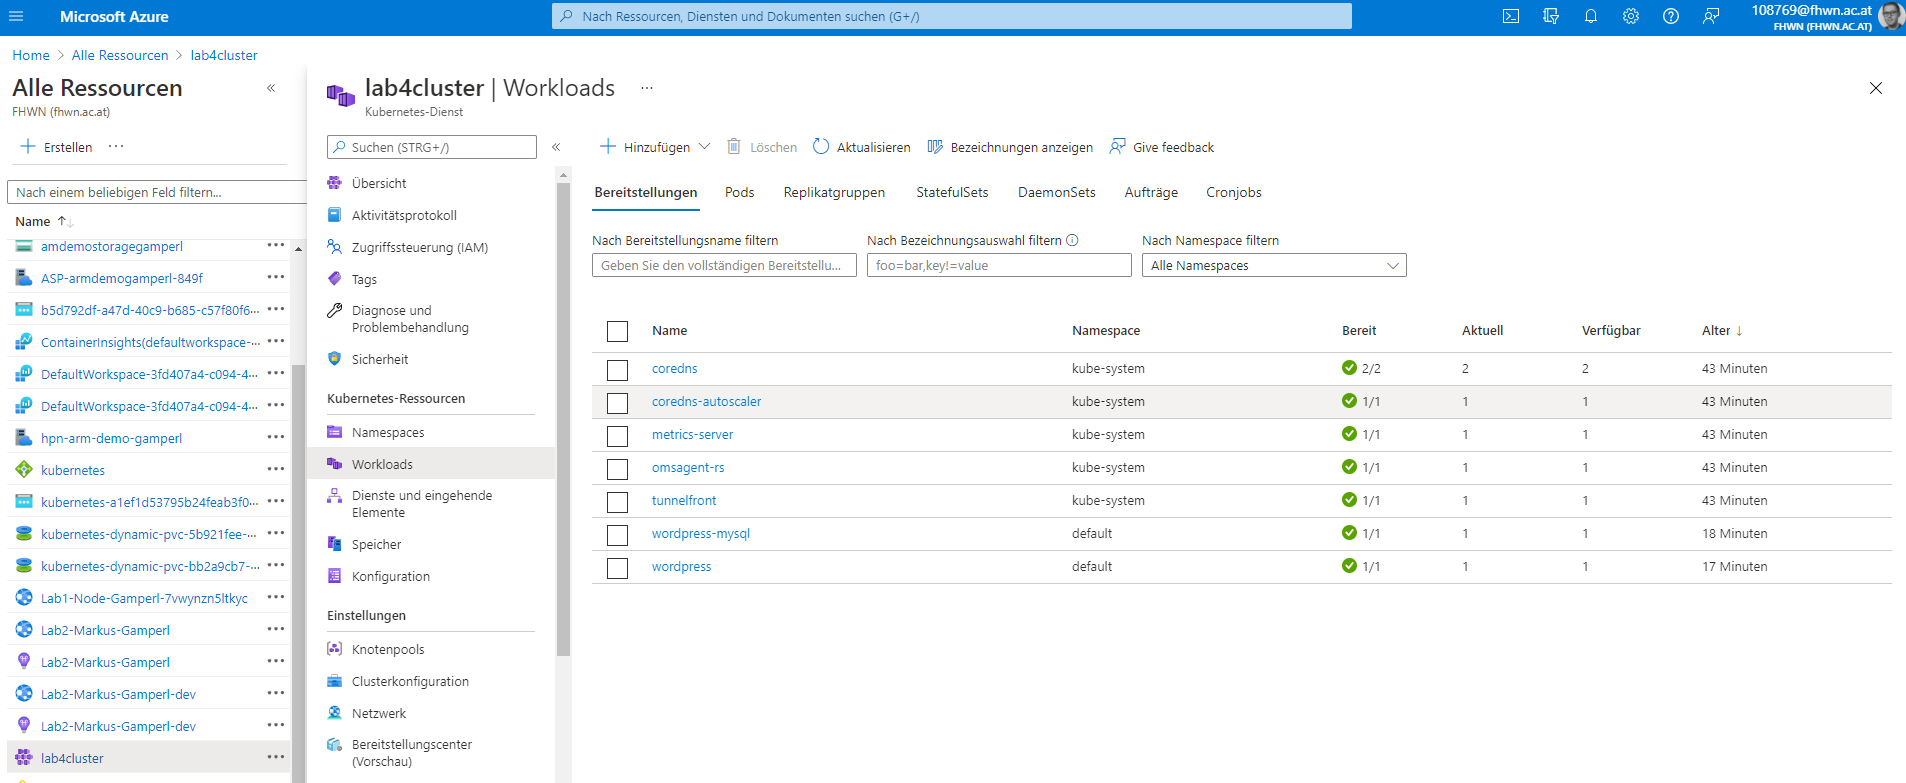 Microsoft Azure
Nach Ressourcen, Diensten und Dokumenten suchen (G+/)
108769@fhwn.ac.at
FHWN (FHWN.AC.AT)
Home > Alle Ressourcen > lab4cluster
Alle Ressourcen
FHWN (fhwn.ac.at)
Erstellen
Nach einem beliebigen Feld filtern...
Name
amdemostoragegamperl
ASP-armdemogamperl-849f
b5d792df-a47d-40c9-b685-c57f80f6...
ContainerInsights(defaultworkspace-...
DefaultWorkspace-3fd407a4-c094-4...
DefaultWorkspace-3fd407a4-c094-4...
hpn-arm-demo-gamperl
kubernetes
kubernetes-a1ef1d53795b24feab3f0...
kubernetes-dynamic-pvc-5b921fee-...
kubernetes-dynamic-pvc-bb2a9cb7-...
Lab1-Node-Gamperl-7vwynzn5ltkyc
Lab2-Markus-Gamperl
Lab2-Markus-Gamperl
Lab2-Markus-Gamperl-dev
Lab2-Markus-Gamperl-dev
lab4cluster
lab4cluster | Workloads
Kubernetes-Dienst
Suchen (STRG+/)
Übersicht
Aktivitätsprotokoll
Zugriffssteuerung (IAM)
Tags
Diagnose und
Problembehandlung
Sicherheit
Kubernetes-Ressourcen
Namespaces
Workloads
Dienste und eingehende
Elemente
Speicher
Konfiguration
Einstellungen
Knotenpools
Clusterkonfiguration
Netzwerk
Bereitstellungscenter
(Vorschau)
Hinzufügen Löschen Aktualisieren Bezeichnungen anzeigen Give feedback
Bereitstellungen Pods Replikatgruppen StatefulSets DaemonSets Aufträge Cronjobs
Nach Bereitstellungsname filtern Nach Bezeichnungsauswahl filtern Nach Namespace filtern
Geben Sie den vollständigen Bereitstellu... foo=bar,key!=value Alle Namespaces
Name Namespace Bereit Aktuell Verfügbar Alter ↓
coredns kube-system 2/2 2 2 43 Minuten
coredns-autoscaler kube-system 1/1 1 1 43 Minuten
metrics-server kube-system 1/1 1 1 43 Minuten
omsagent-rs kube-system 1/1 1 1 43 Minuten
tunnelfront kube-system 1/1 1 1 43 Minuten
wordpress-mysql default 1/1 1 1 18 Minuten
wordpress default 1/1 1 1 17 Minuten